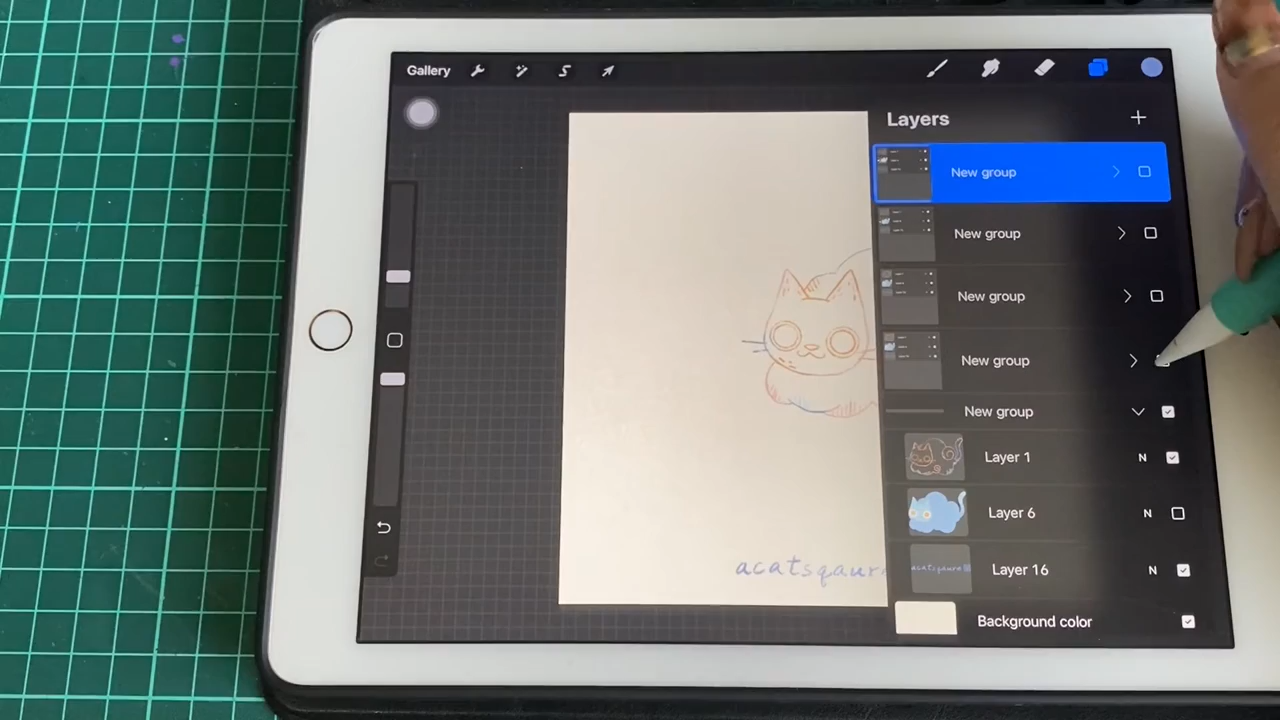 Gallery
Layers
New group
New group
New group
New group
New group
Layer 1 N
Layer 6 N
Layer 16 N
Background color